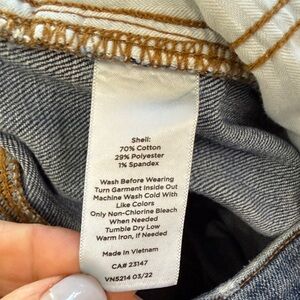 Shell:
70% Cotton
29% Polyester
1% Spandex
Wash Before Wearing
Turn Garment Inside Out
Machine Wash Cold With
Like Colors
Only Non-Chlorine Bleach
When Needed
Tumble Dry Low
Warm Iron, If Needed
Made In Vietnam
CA# 23147
VN5214 03/22